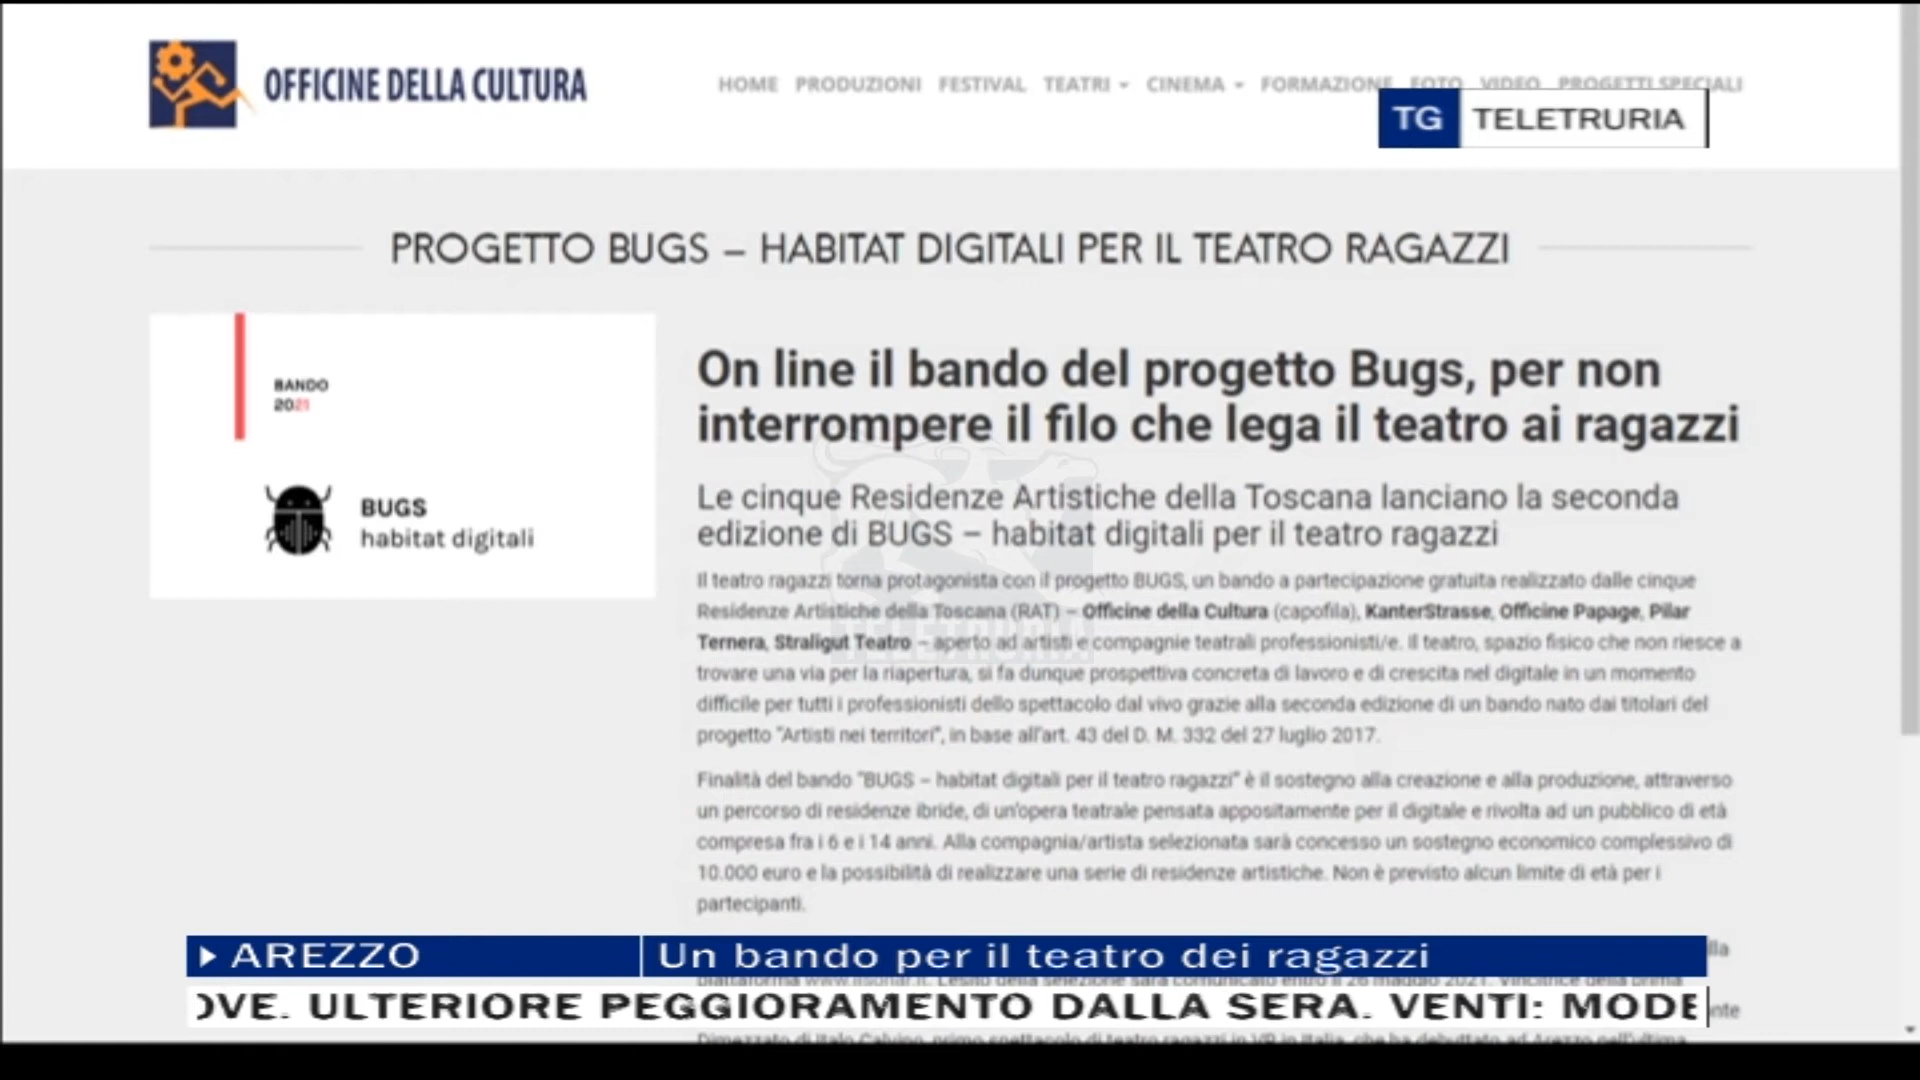 OFFICINE DELLA CULTURA
HOME PRODUZIONI FESTIVAL TEATRI CINEMA FORMAZIONE FOTO VIDEO PROGETTI SPECIALI
TG TELETRURIA
PROGETTO BUGS – HABITAT DIGITALI PER IL TEATRO RAGAZZI
BANDO
2021
BUGS
habitat digitali
On line il bando del progetto Bugs, per non
interrompere il filo che lega il teatro ai ragazzi
Le cinque Residenze Artistiche della Toscana lanciano la seconda
edizione di BUGS – habitat digitali per il teatro ragazzi
Il teatro ragazzi torna protagonista con il progetto BUGS, un bando a partecipazione gratuita realizzato dalle cinque
Residenze Artistiche della Toscana (RAT) – Officine della Cultura (capofila), KanterStrasse, Officine Papage, Pilar
Ternera, Straligut Teatro – aperto ad artisti e compagnie teatrali professionisti/e. Il teatro, spazio fisico che non riesce a
trovare una via per la riapertura, si fa dunque prospettiva concreta di lavoro e di crescita nel digitale in un momento
difficile per tutti i professionisti dello spettacolo dal vivo grazie alla seconda edizione di un bando nato dai titolari del
progetto "Artisti nei territori", in base all'art. 43 del D. M. 332 del 27 luglio 2017.
Finalità del bando "BUGS – habitat digitali per il teatro ragazzi" è il sostegno alla creazione e alla produzione, attraverso
un percorso di residenze ibride, di un'opera teatrale pensata appositamente per il digitale e rivolta ad un pubblico di età
compresa fra i 6 e i 14 anni. Alla compagnia/artista selezionata sarà concesso un sostegno economico complessivo di
10.000 euro e la possibilità di realizzare una serie di residenze artistiche. Non è previsto alcun limite di età per i
partecipanti.
AREZZO Un bando per il teatro dei ragazzi
OVE. ULTERIORE PEGGIORAMENTO DALLA SERA. VENTI: MODE
TELETRURIA